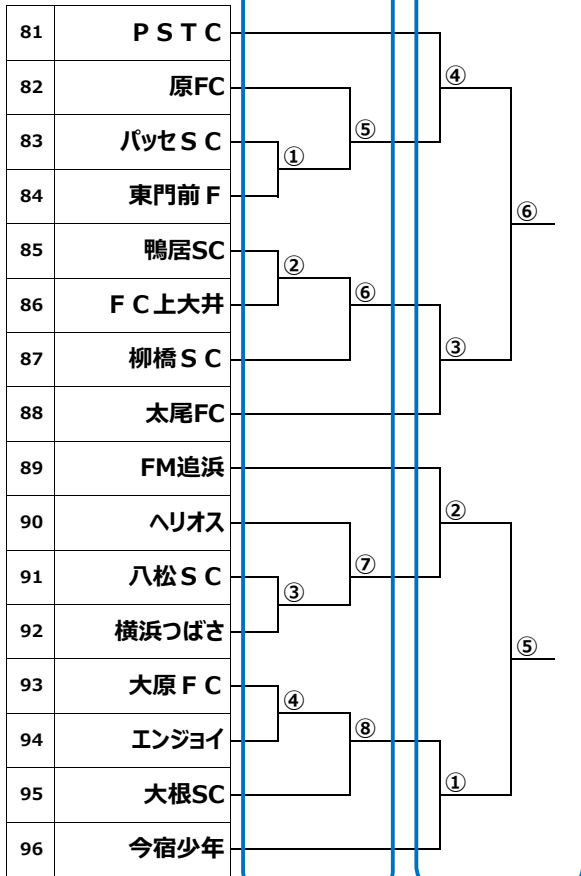 81 ＰＳＴＣ
④
82 原FC
⑤
83 パッセＳＣ
①
84 東門前Ｆ
⑥
85 鴨居SC
②
86 ＦＣ上大井
⑥
87 柳橋ＳＣ
③
88 太尾FC
89 FM追浜
②
90 ヘリオス
⑦
91 八松ＳＣ
③
92 横浜つばさ
⑤
93 大原ＦＣ
④
94 エンジョイ
⑧
95 大根SC
①
96 今宿少年